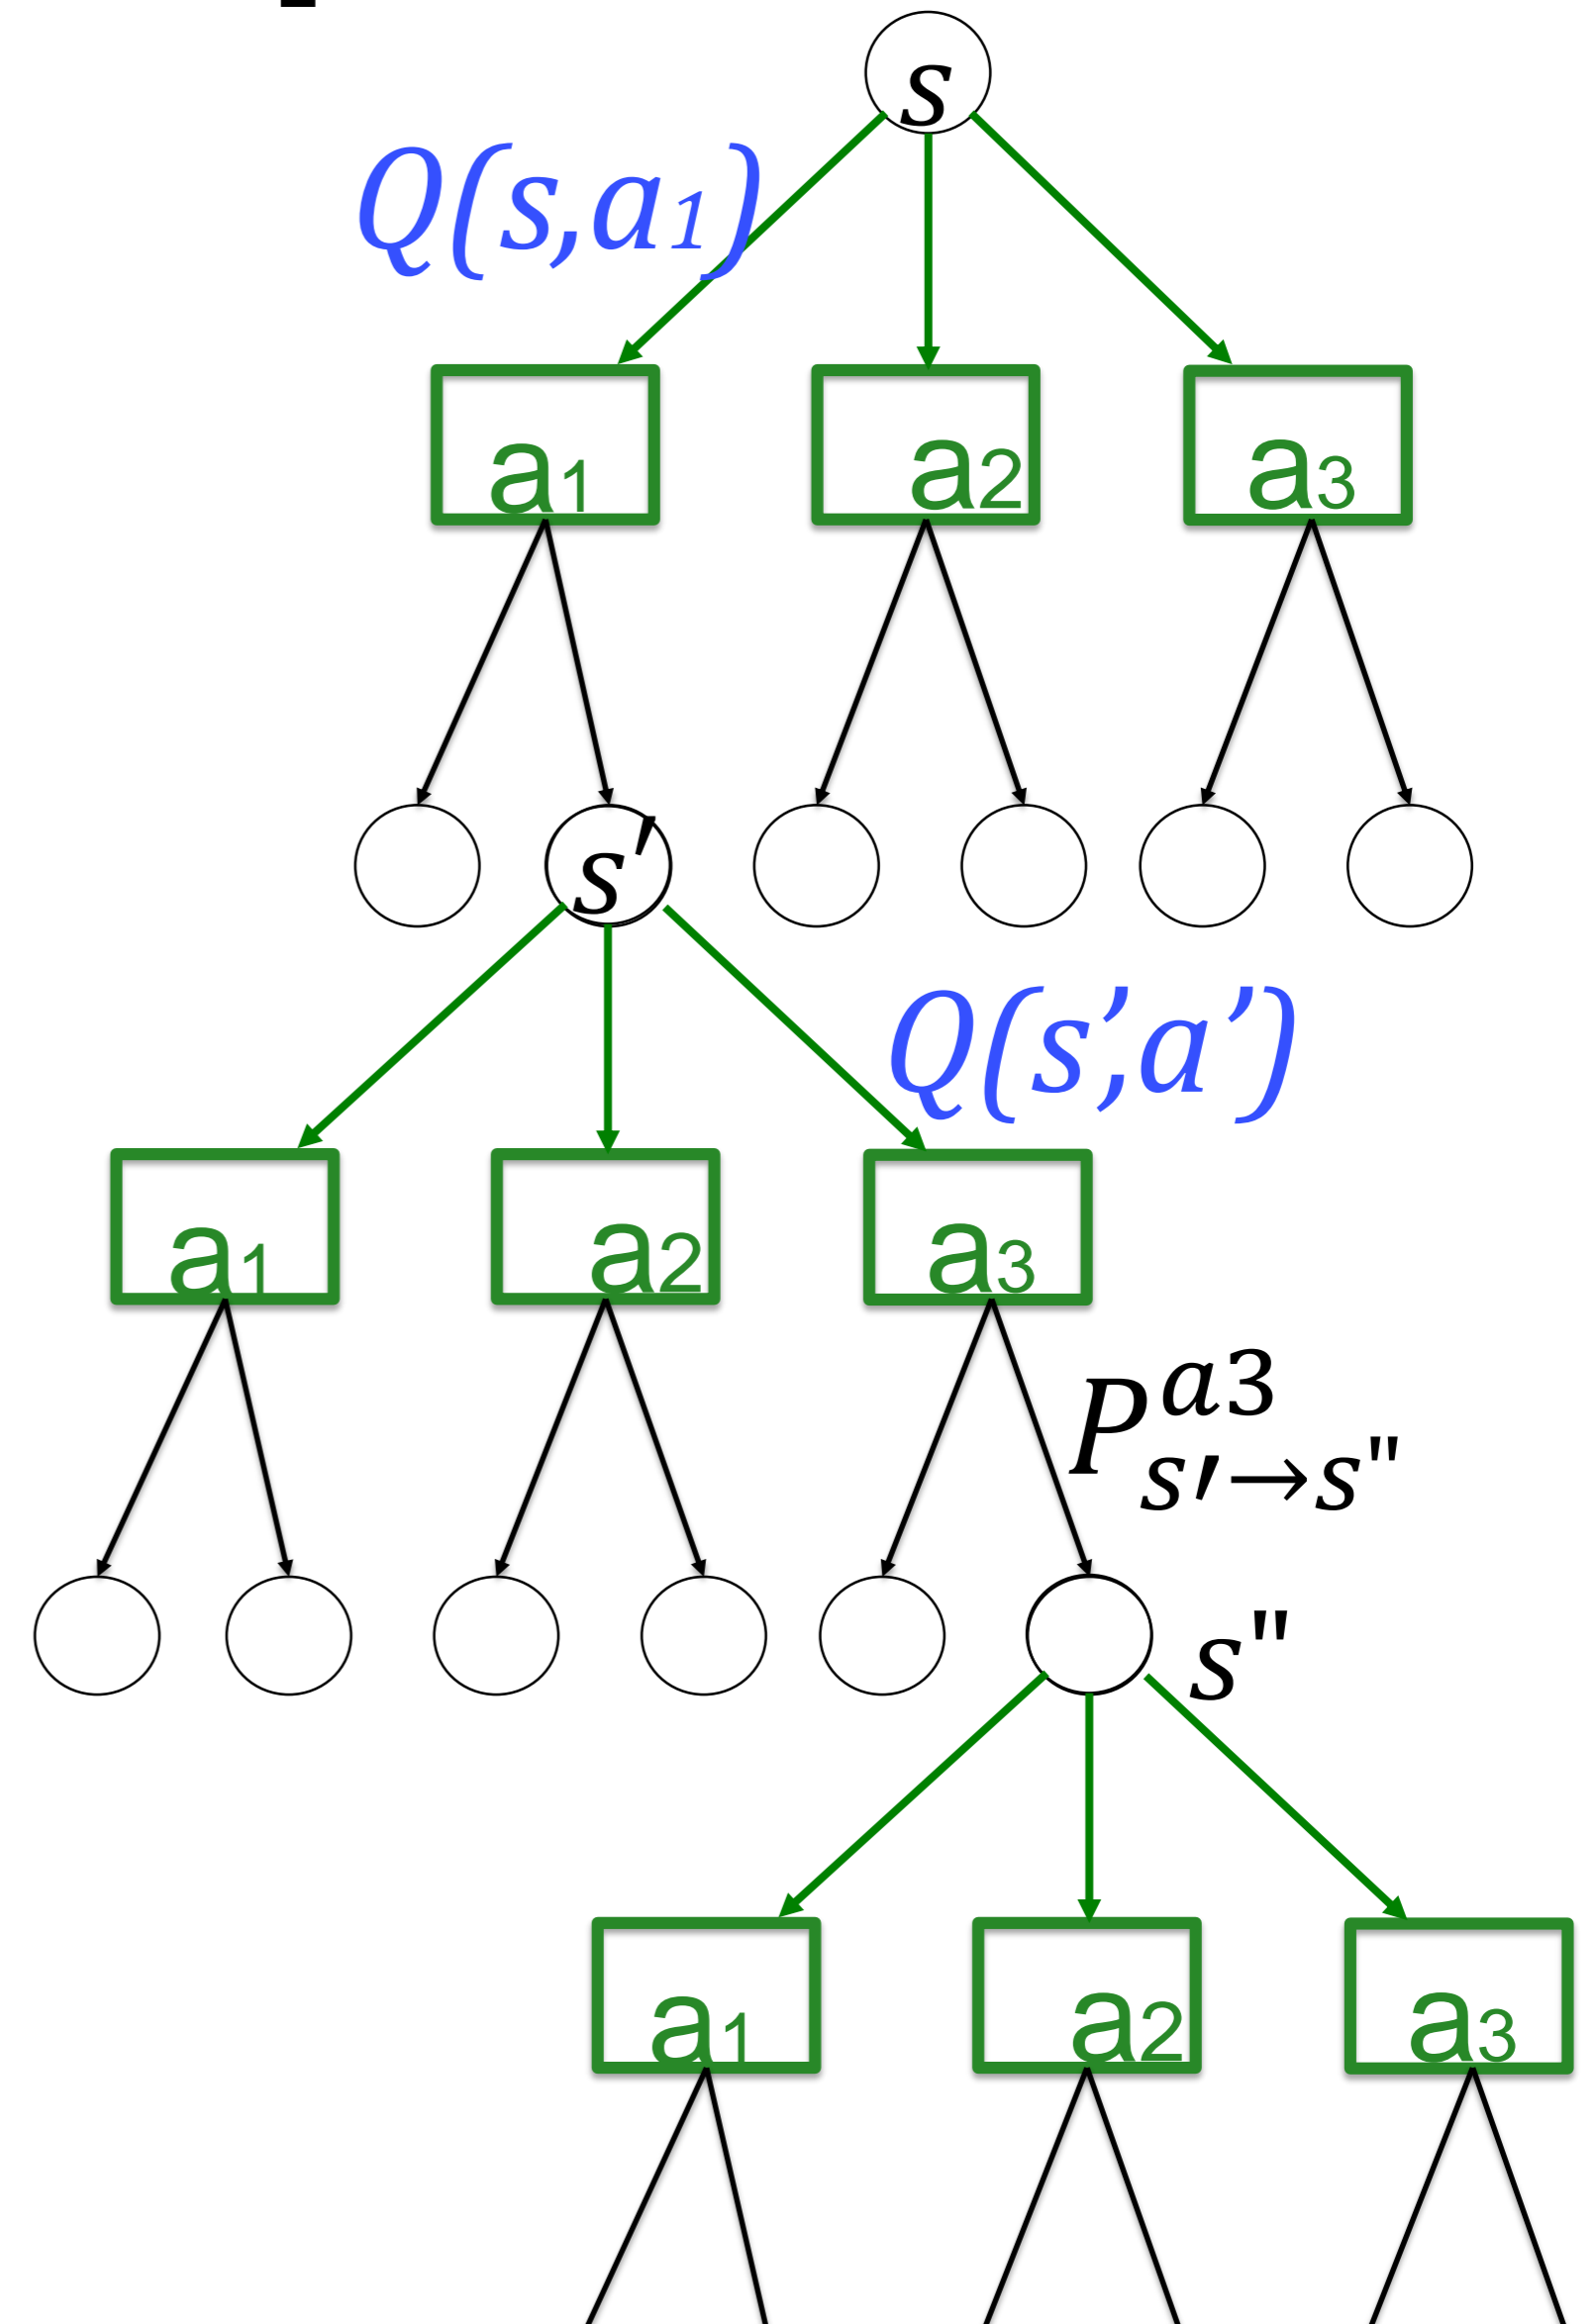 s
Q(s,a1)
a1 a2 a3
s'
Q(s',a')
a1 a2 a3
P^{a3}_{s'→s"}
s"
a1 a2 a3